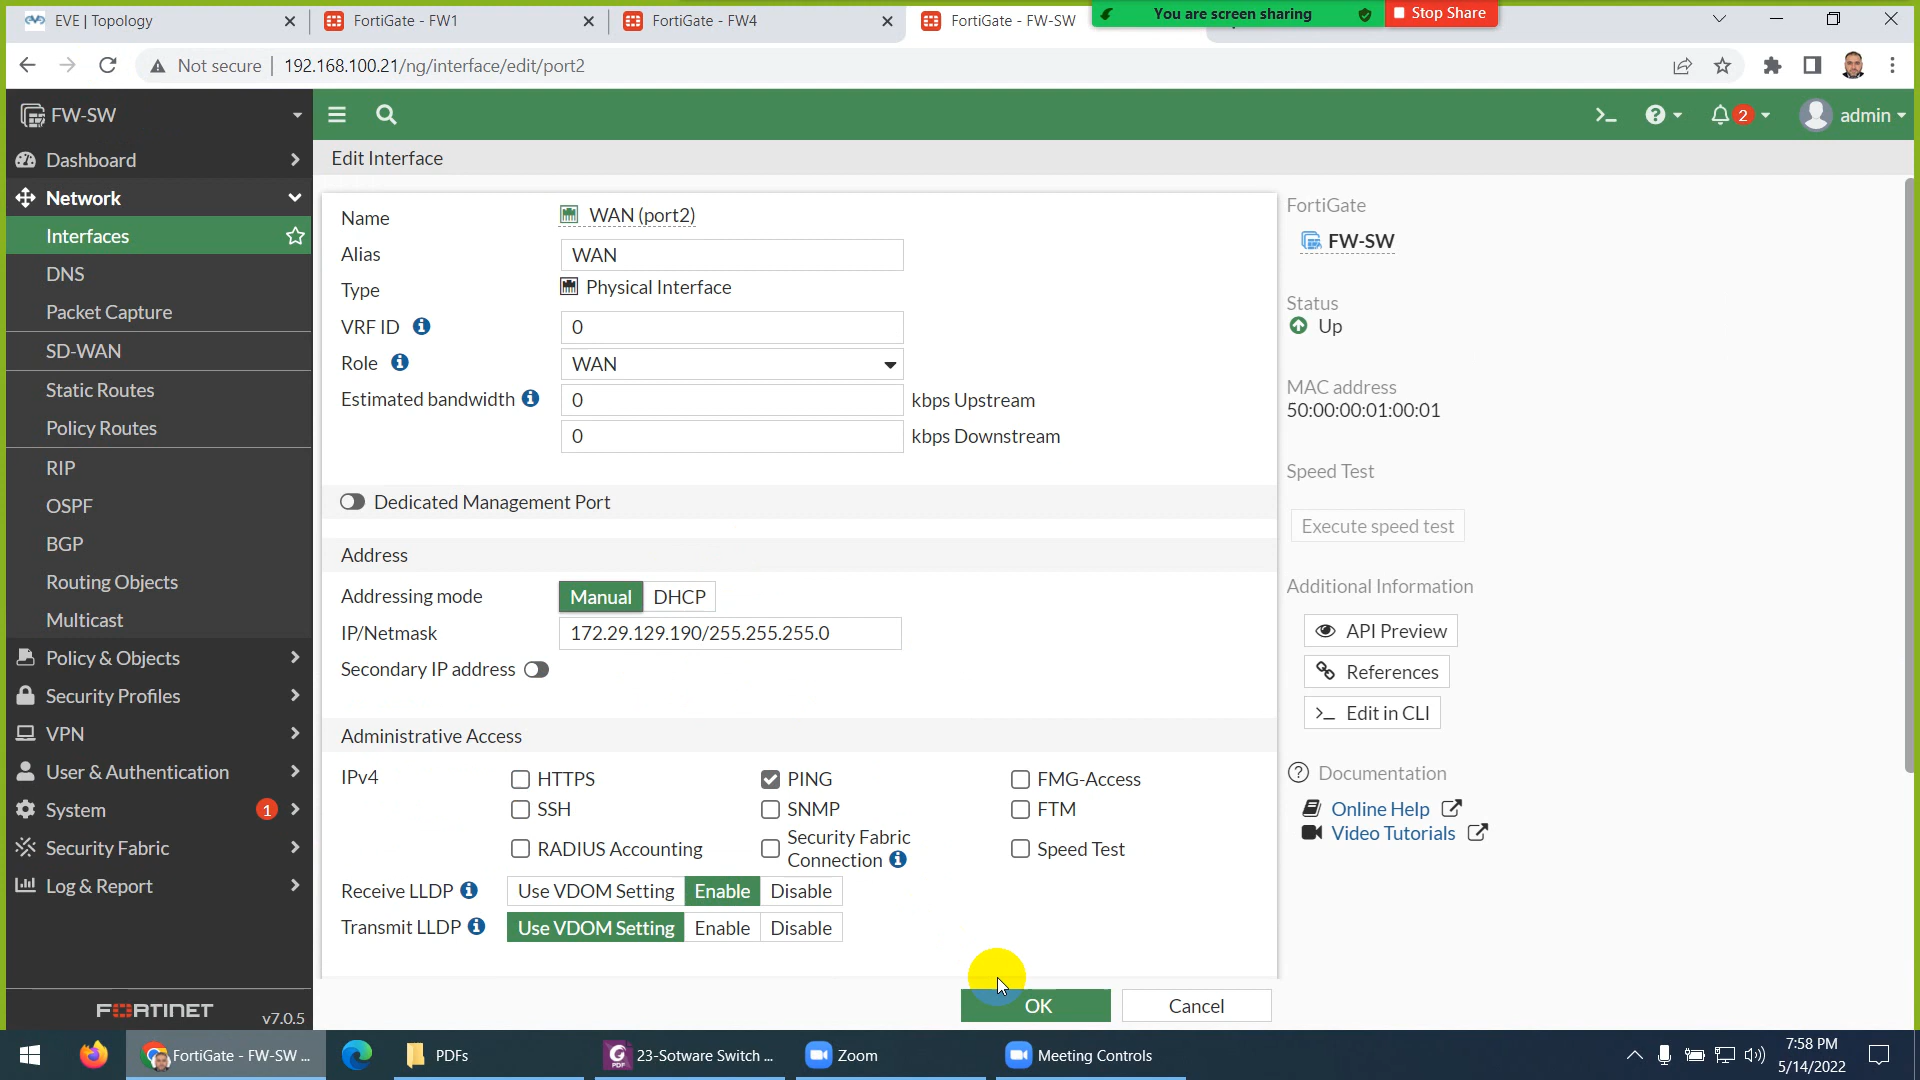 EVE | Topology
FortiGate - FW1
FortiGate - FW4
FortiGate - FW-SW
You are screen sharing
Stop Share
Not secure
192.168.100.21/ng/interface/edit/port2
FW-SW
2
admin
Dashboard
Network
Interfaces
DNS
Packet Capture
SD-WAN
Static Routes
Policy Routes
RIP
OSPF
BGP
Routing Objects
Multicast
Policy & Objects
Security Profiles
VPN
User & Authentication
System
1
Security Fabric
Log & Report
FORTINET
v7.0.5
Edit Interface
Name
WAN (port2)
Alias
WAN
Type
Physical Interface
VRF ID
0
Role
WAN
Estimated bandwidth
0
kbps Upstream
0
kbps Downstream
Dedicated Management Port
Address
Addressing mode
Manual
DHCP
IP/Netmask
172.29.129.190/255.255.255.0
Secondary IP address
Administrative Access
IPv4
HTTPS
PING
FMG-Access
SSH
SNMP
FTM
RADIUS Accounting
Security Fabric
Connection
Speed Test
Receive LLDP
Use VDOM Setting
Enable
Disable
Transmit LLDP
Use VDOM Setting
Enable
Disable
OK
Cancel
FortiGate
FW-SW
Status
Up
MAC address
50:00:00:01:00:01
Speed Test
Execute speed test
Additional Information
API Preview
References
Edit in CLI
Documentation
Online Help
Video Tutorials
FortiGate - FW-SW ...
PDFs
PDF
23-Sotware Switch ...
Zoom
Meeting Controls
7:58 PM
5/14/2022